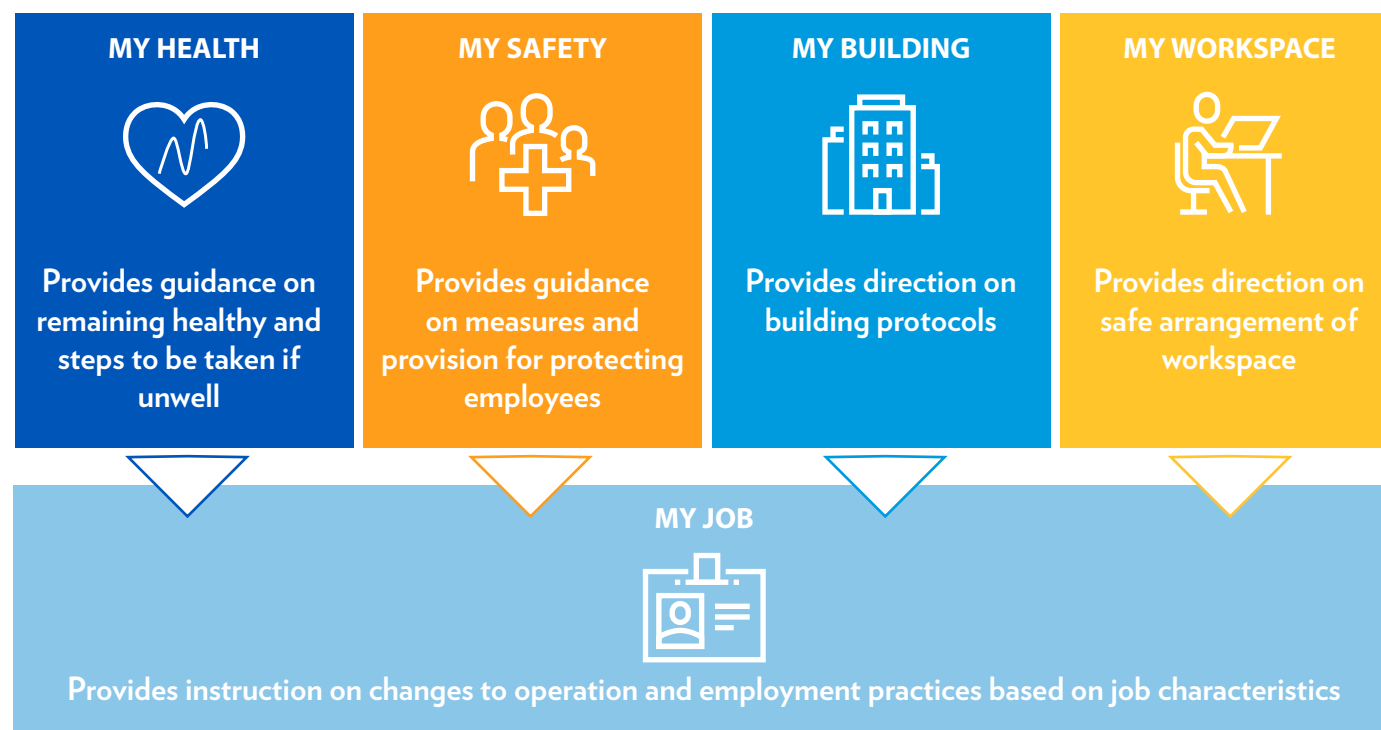 MY HEALTH
Provides guidance on
remaining healthy and
steps to be taken if
unwell
MY SAFETY
Provides guidance
on measures and
provision for protecting
employees
MY BUILDING
Provides direction on
building protocols
MY WORKSPACE
Provides direction on
safe arrangement of
workspace
MY JOB
Provides instruction on changes to operation and employment practices based on job characteristics